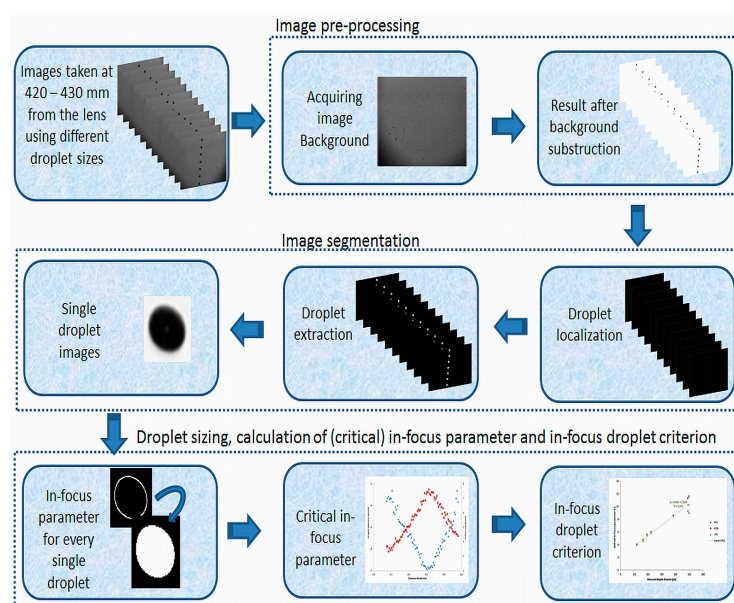 Image pre-processing
Images taken at
420 – 430 mm
from the lens
using different
droplet sizes
Acquiring
image
Background
Result after
background
substruction
Image segmentation
Single
droplet
images
Droplet
extraction
Droplet
localization
Droplet sizing, calculation of (critical) in-focus parameter and in-focus droplet criterion
In-focus
parameter
for every
single
droplet
Critical in-
focus
parameter
In-focus
droplet
criterion